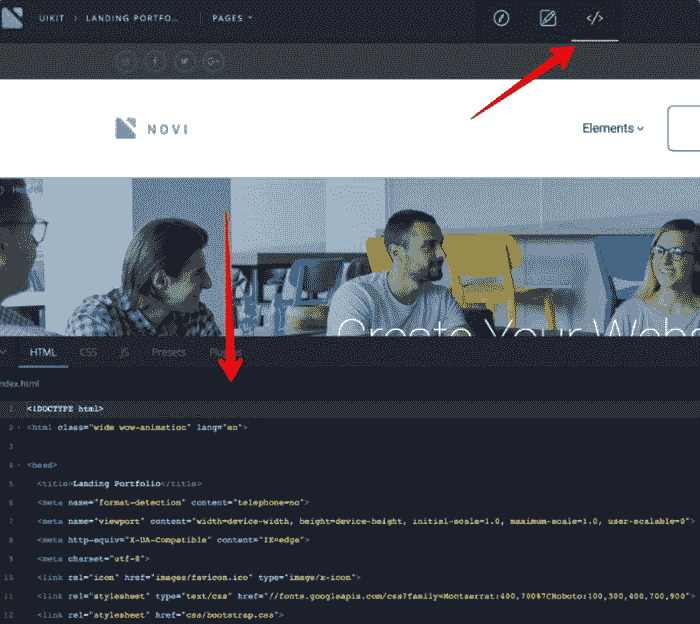 UIKIT > LANDING PORTFO...
PAGES
</>
G+
NOVI
Elements
Create Your Webs
HTML CSS JS Presets Plugins
ndex.html
1 <!DOCTYPE html>
2 <html class="wide wow-animation" lang="en">
3
4 <head>
5 <title>Landing Portfolio</title>
6 <meta name="format-detection" content="telephone=no">
7 <meta name="viewport" content="width=device-width, height=device-height, initial-scale=1.0, maximum-scale=1.0, user-scalable=0">
8 <meta http-equiv="X-UA-Compatible" content="IE=edge">
9 <meta charset="utf-8">
10 <link rel="icon" href="images/favicon.ico" type="image/x-icon">
11 <link rel="stylesheet" type="text/css" href="//fonts.googleapis.com/css?family=Montserrat:400,700%7CRoboto:100,300,400,700,900">
12 <link rel="stylesheet" href="css/bootstrap.css">